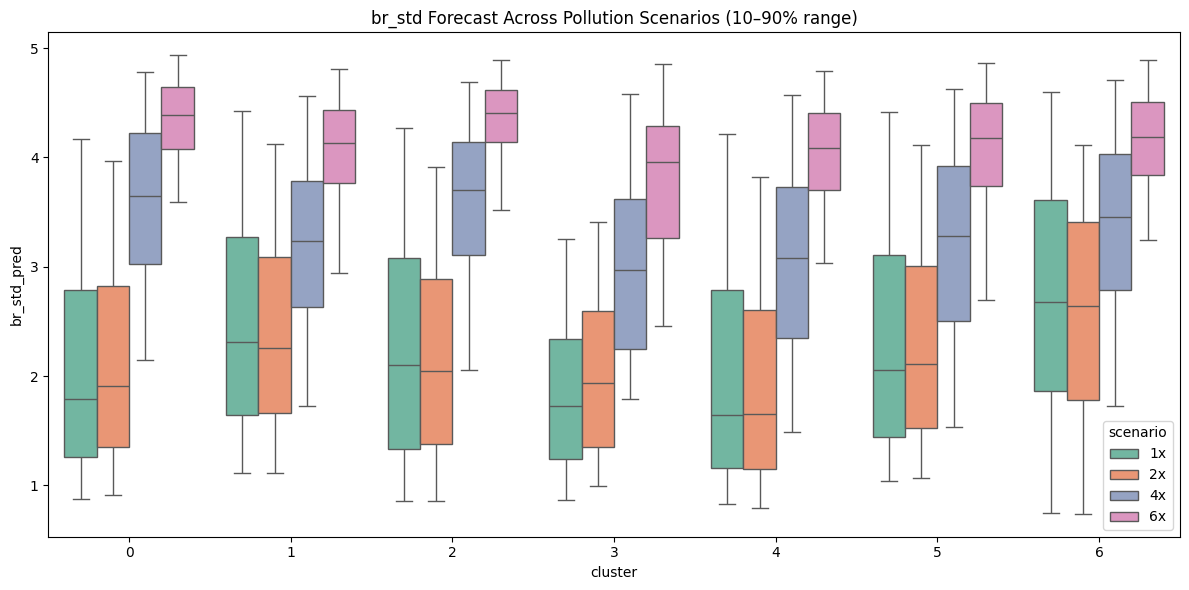 br_std Forecast Across Pollution Scenarios (10–90% range)
br_std_pred
5
4
3
2
1
0 1 2 3 4 5 6
cluster
scenario
1x
2x
4x
6x